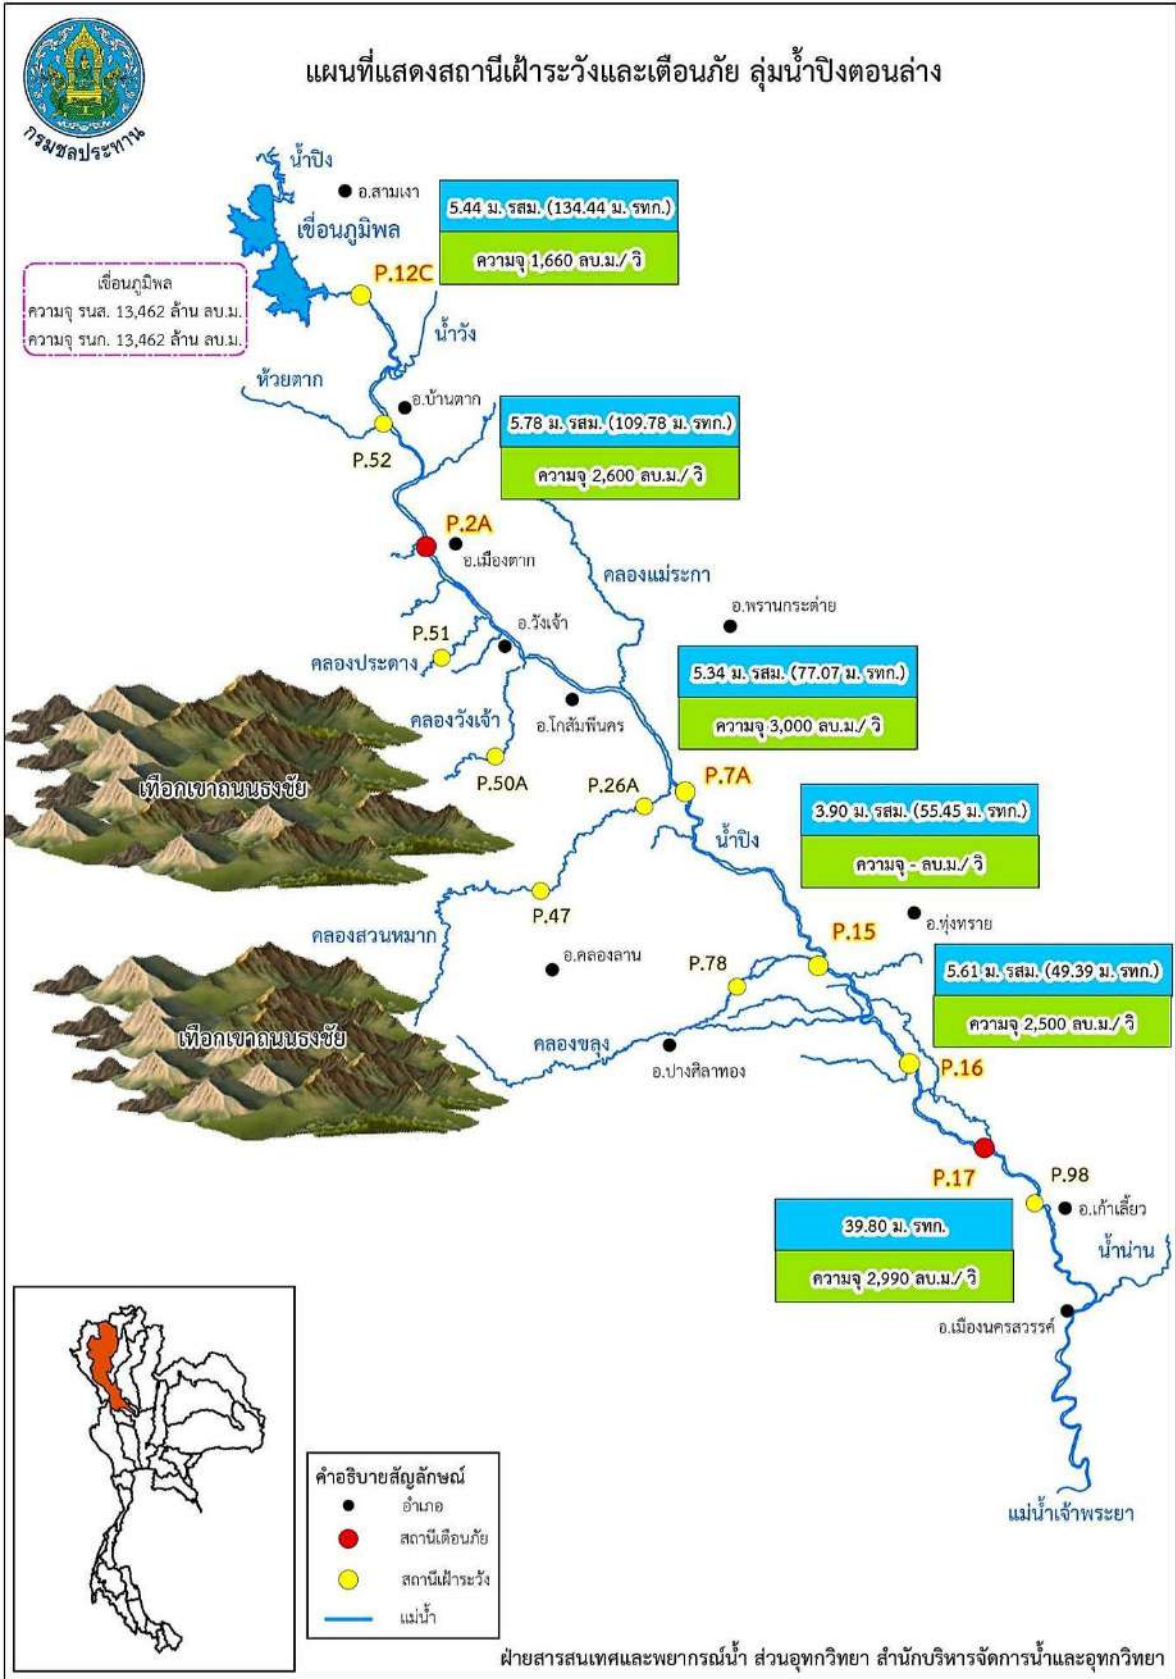 แผนที่แสดงสถานีเฝ้าระวังและเตือนภัย ลุ่มน้ำปิงตอนล่าง
กรมชลประทาน
น้ำปิง
อ.สามเงา
5.44 ม. รสม. (134.44 ม. รทก.)
ความจุ 1,660 ลบ.ม./ วิ
เขื่อนภูมิพล
P.12C
เขื่อนภูมิพล
ความจุ รนส. 13,462 ล้าน ลบ.ม.
ความจุ รนก. 13,462 ล้าน ลบ.ม.
น้ำวัง
ห้วยตาก
อ.บ้านตาก
5.78 ม. รสม. (109.78 ม. รทก.)
ความจุ 2,600 ลบ.ม./ วิ
P.52
P.2A
อ.เมืองตาก
คลองแม่ระกา
อ.พรานกระต่าย
P.51
อ.วังเจ้า
คลองประดาง
5.34 ม. รสม. (77.07 ม. รทก.)
ความจุ 3,000 ลบ.ม./ วิ
คลองวังเจ้า
อ.โกสัมพีนคร
P.50A
P.26A
P.7A
เทือกเขาถนนธงชัย
น้ำปิง
3.90 ม. รสม. (55.45 ม. รทก.)
ความจุ - ลบ.ม./ วิ
P.47
คลองสวนหมาก
อ.ทุ่งทราย
P.15
อ.คลองลาน
P.78
5.61 ม. รสม. (49.39 ม. รทก.)
ความจุ 2,500 ลบ.ม./ วิ
เทือกเขาถนนธงชัย
คลองขลุง
อ.ปางศิลาทอง
P.16
P.17
P.98
อ.เก้าเลี้ยว
39.80 ม. รทก.
ความจุ 2,990 ลบ.ม./ วิ
น้ำน่าน
อ.เมืองนครสวรรค์
คำอธิบายสัญลักษณ์
อำเภอ
สถานีเตือนภัย
สถานีเฝ้าระวัง
แม่น้ำ
แม่น้ำเจ้าพระยา
ฝ่ายสารสนเทศและพยากรณ์น้ำ ส่วนอุทกวิทยา สำนักบริหารจัดการน้ำและอุทกวิทยา